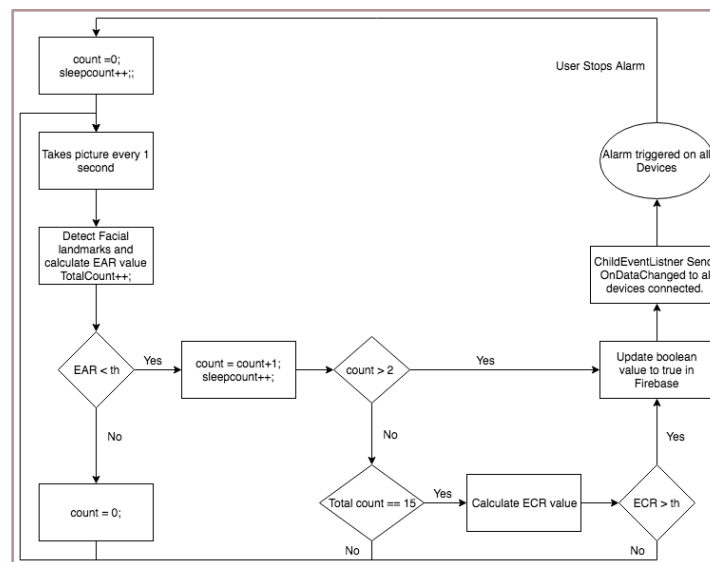 count =0;
sleepcount++;;
User Stops Alarm
Takes picture every 1
second
Alarm triggered on all
Devices
Detect Facial
landmarks and
calculate EAR value
TotalCount++;
ChildEventListner Send
OnDataChanged to al
devices connected.
EAR < th
Yes
count = count+1;
sleepcount++;
count > 2
Yes
Update boolean
value to true in
Firebase
No
No
Yes
count = 0;
Total count == 15
Yes
Calculate ECR value
ECR > th
No
No